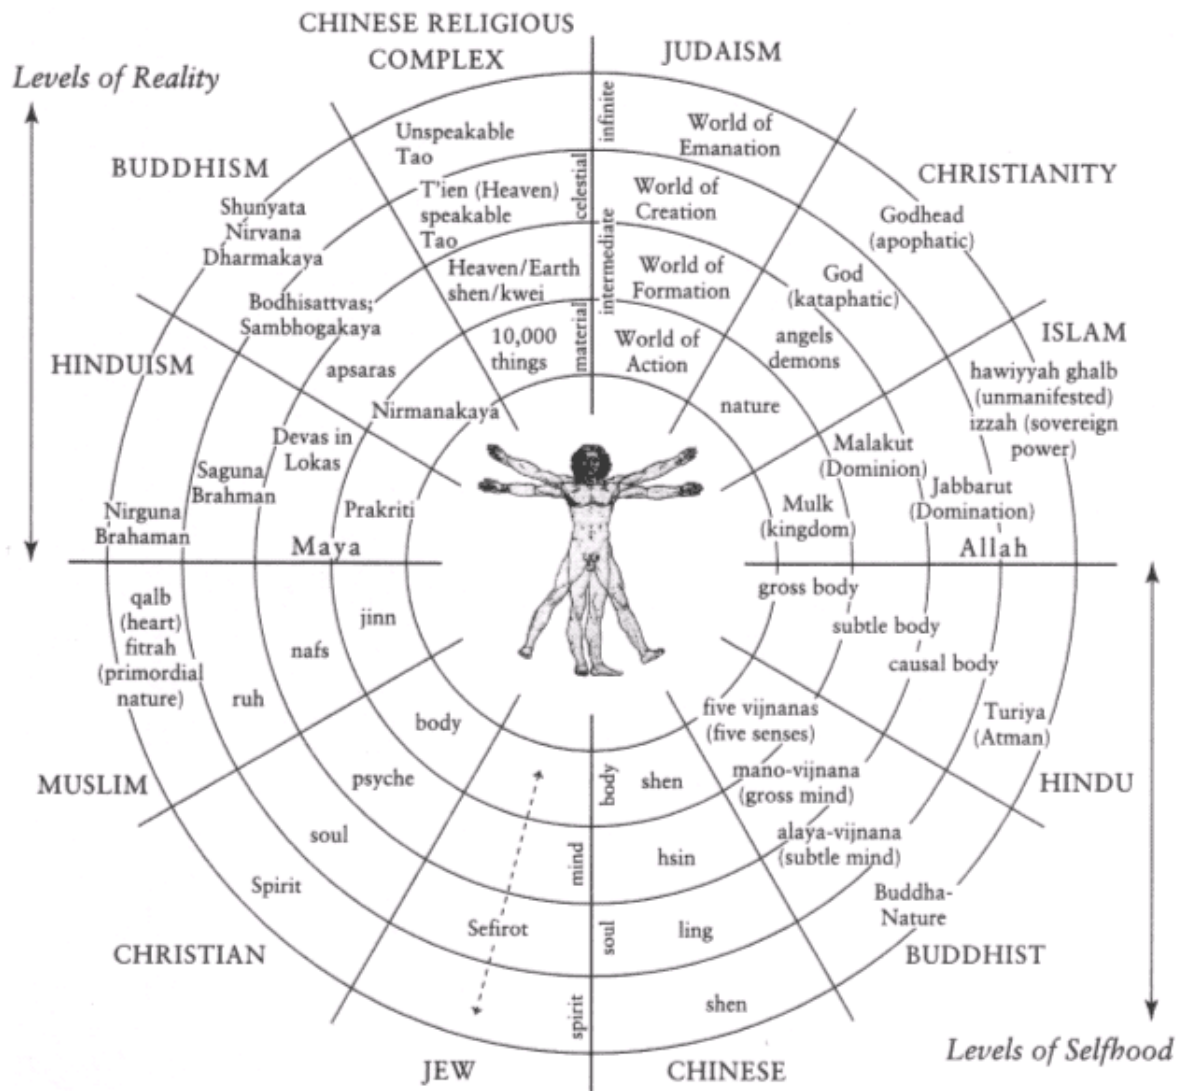 CHINESE RELIGIOUS
COMPLEX
JUDAISM
Levels of Reality
BUDDHISM
CHRISTIANITY
HINDUISM
ISLAM
infinite
celestial
intermediate
material
Unspeakable
Tao
T'ien (Heaven)
speakable
Tao
Heaven/Earth
shen/kwei
10,000
things
World of
Emanation
World of
Creation
World of
Formation
World of
Action
Shunyata
Nirvana
Dharmakaya
Bodhisattvas;
Sambhogakaya
apsaras
Nirmanakaya
Godhead
(apophatic)
God
(kataphatic)
angels
demons
nature
Nirguna
Brahaman
Saguna
Brahman
Devas in
Lokas
Prakriti
Maya
hawiyyah ghalb
(unmanifested)
izzah (sovereign
power)
Jabbarut
(Domination)
Malakut
(Dominion)
Mulk
(kingdom)
Allah
qalb
(heart)
fitrah
(primordial
nature)
ruh
nafs
jinn
gross body
subtle body
causal body
Turiya
(Atman)
MUSLIM
HINDU
body
psyche
soul
Spirit
five vijnanas
(five senses)
mano-vijnana
(gross mind)
alaya-vijnana
(subtle mind)
Buddha-
Nature
CHRISTIAN
BUDDHIST
Sefirot
body
mind
soul
spirit
shen
hsin
ling
shen
JEW
CHINESE
Levels of Selfhood